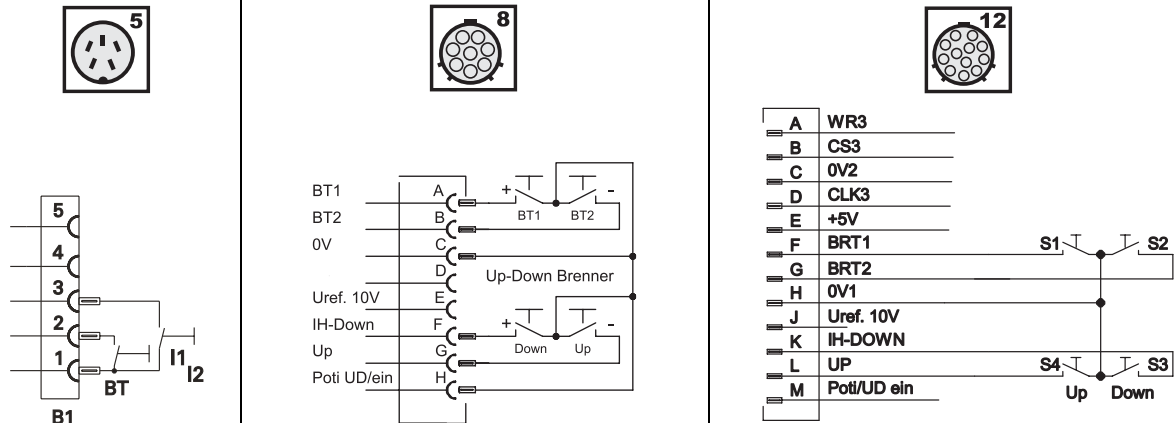 5
5
4
3
2
1
BT
I1
I2
B1
8
BT1
A
+
-
BT1
BT2
BT2
B
0V
C
D
Up-Down Brenner
Uref. 10V
E
IH-Down
F
+
-
Down
Up
Up
G
Poti UD/ein
H
12
A WR3
B CS3
C 0V2
D CLK3
E +5V
F BRT1
S1
S2
G BRT2
H 0V1
J Uref. 10V
K IH-DOWN
L UP
S4
S3
M Poti/UD ein
Up
Down